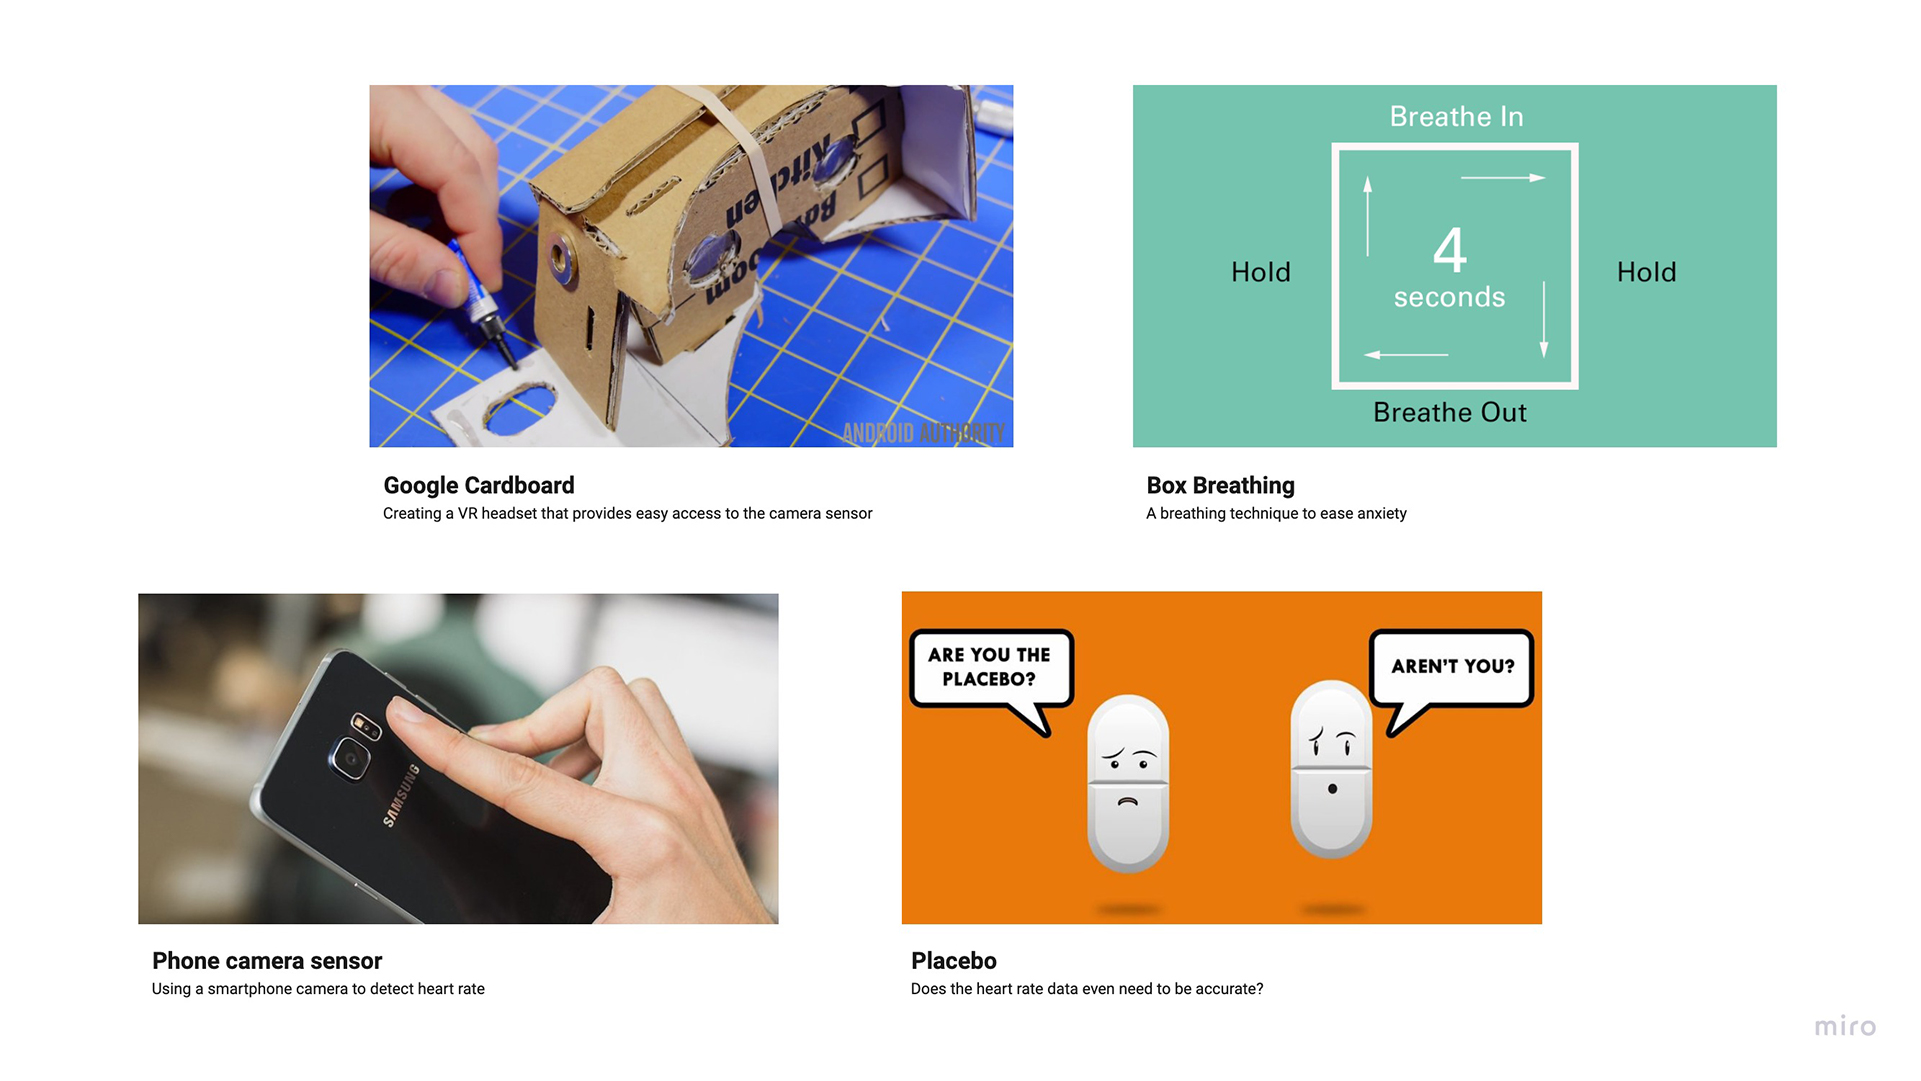 Kitchen
Ba
oom
ANDROID AUTHORITY
Google Cardboard
Creating a VR headset that provides easy access to the camera sensor
Breathe In
Hold
4
seconds
Hold
Breathe Out
Box Breathing
A breathing technique to ease anxiety
SAMSUNG
Phone camera sensor
Using a smartphone camera to detect heart rate
ARE YOU THE
PLACEBO?
AREN'T YOU?
Placebo
Does the heart rate data even need to be accurate?
miro